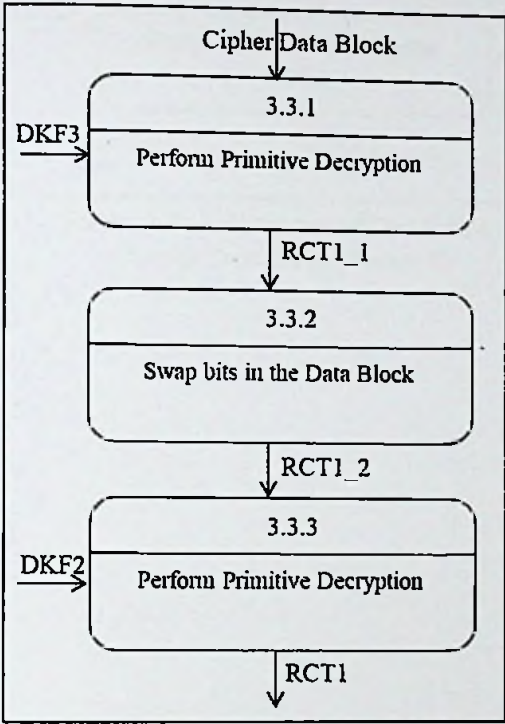 Cipher Data Block
3.3.1
DKF3
Perform Primitive Decryption
RCT1_1
3.3.2
Swap bits in the Data Block
RCT1_2
3.3.3
DKF2
Perform Primitive Decryption
RCT1